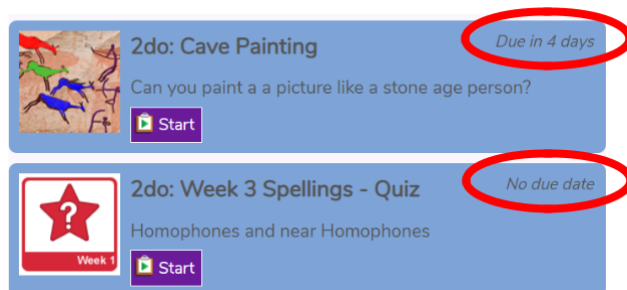 2do: Cave Painting
Due in 4 days
Can you paint a a picture like a stone age person?
Start
2do: Week 3 Spellings - Quiz
No due date
Homophones and near Homophones
?
Week 1
Start